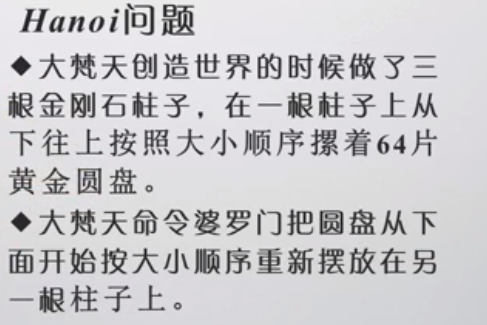 Hanoi问题
◆大梵天创造世界的时候做了三
根金刚石柱子，在一根柱子上从
下往上按照大小顺序摞着64片
黄金圆盘。
◆大梵天命令婆罗门把圆盘从下
面开始按大小顺序重新摆放在另
一根柱子上。